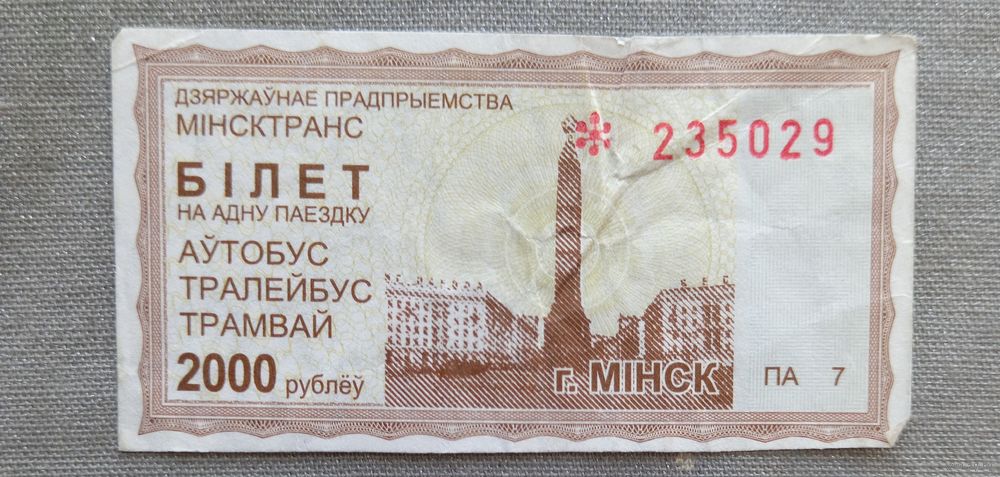 ДЗЯРЖАЎНАЕ ПРАДПРЫЕМСТВА
МІНСКТРАНС
* 235029
БІЛЕТ
НА АДНУ ПАЕЗДКУ
АЎТОБУС
ТРАЛЕЙБУС
ТРАМВАЙ
2000 рублёў
г. МІНСК
ПА 7